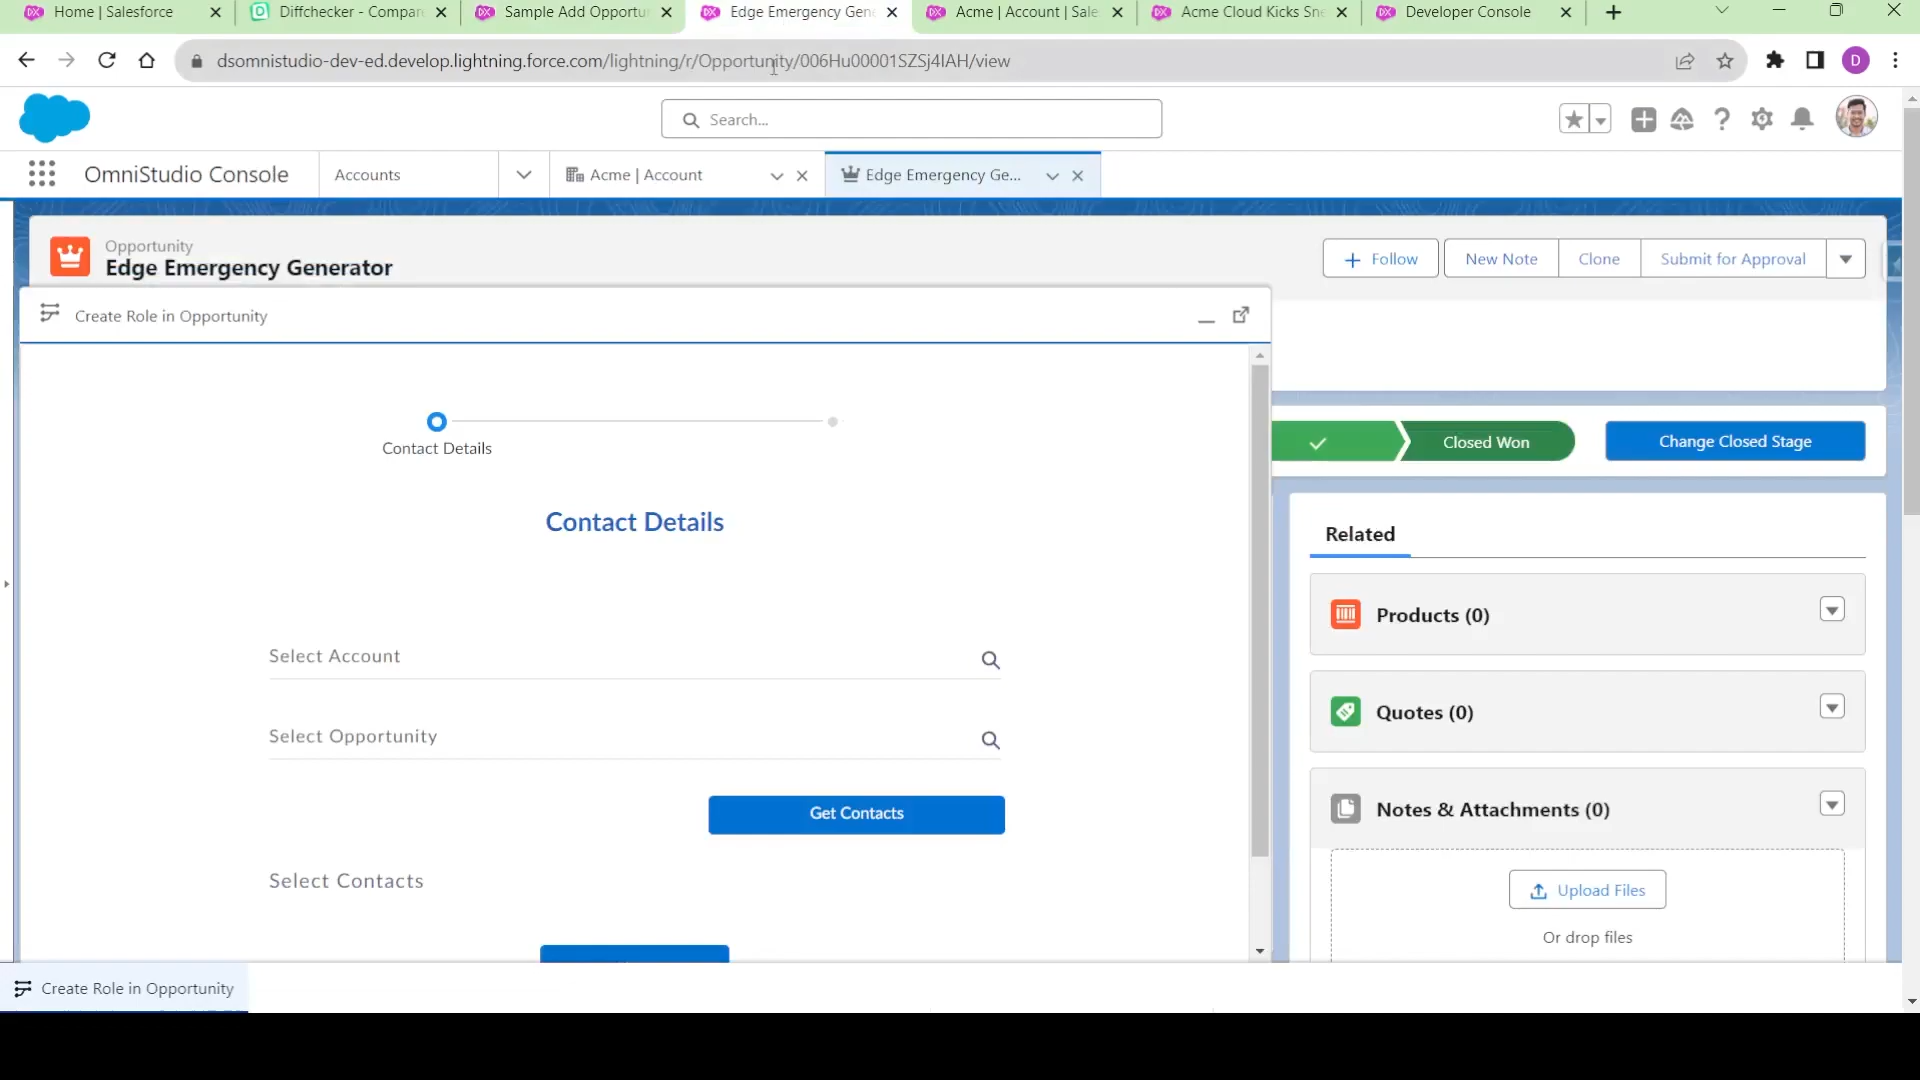 Home | Salesforce
Diffchecker - Compar
Sample Add Opportu
Edge Emergency Gen
Acme | Account | Sale
Acme Cloud Kicks Sne
Developer Console
dsomnistudio-dev-ed.develop.lightning.force.com/lightning/r/Opportunity/006Hu00001SZSj4IAH/view
D
Search...
OmniStudio Console
Accounts
Acme | Account
Edge Emergency Ge...
Opportunity
Edge Emergency Generator
Follow
New Note
Clone
Submit for Approval
Create Role in Opportunity
Contact Details
Closed Won
Change Closed Stage
Contact Details
Related
Select Account
Products (0)
Select Opportunity
Quotes (0)
Get Contacts
Notes & Attachments (0)
Select Contacts
Upload Files
Or drop files
Create Role in Opportunity